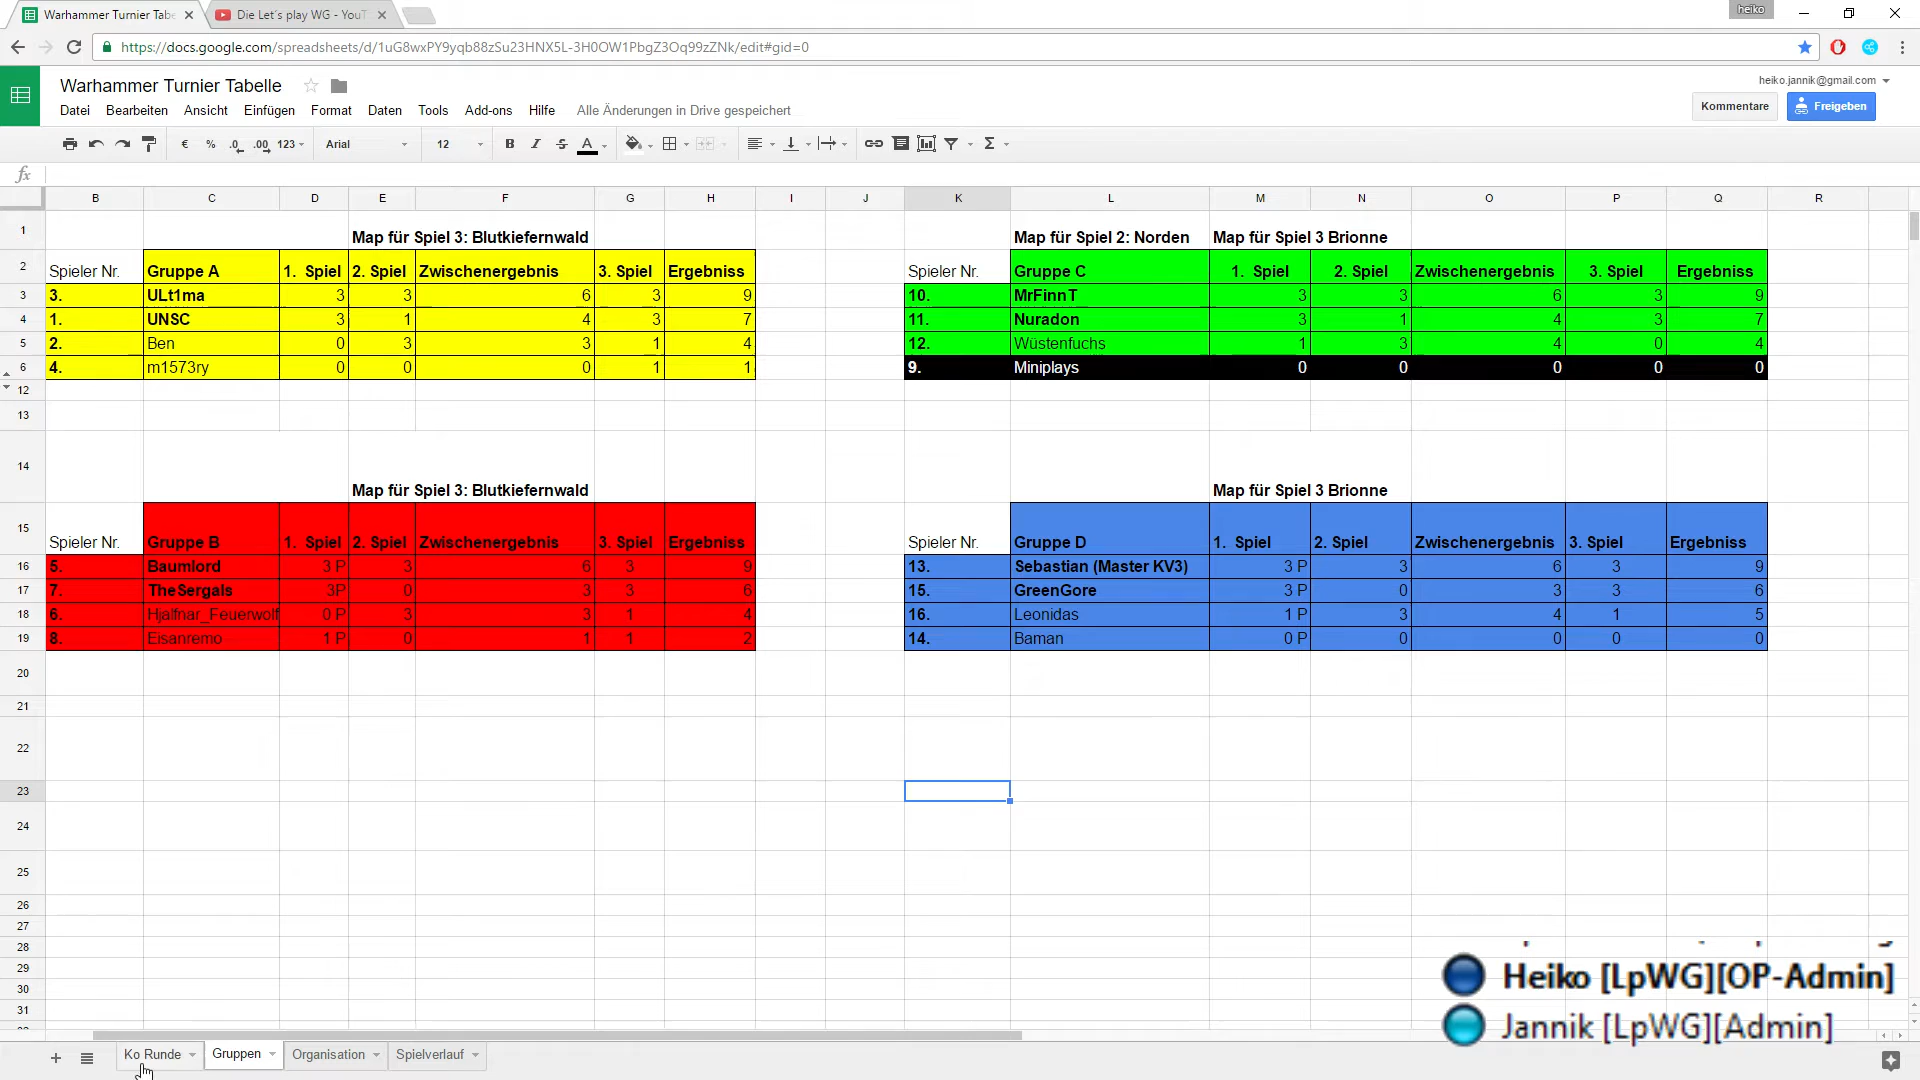 Warhammer Turnier Tabe
Die Let´s play WG - YouT
heiko
https://docs.google.com/spreadsheets/d/1uG8wxPY9yqb88zSu23HNX5L-3H0OW1PbgZ3Oq99zZNk/edit#gid=0
Warhammer Turnier Tabelle
heiko.jannik@gmail.com
Datei Bearbeiten Ansicht Einfügen Format Daten Tools Add-ons Hilfe Alle Änderungen in Drive gespeichert
Kommentare Freigeben
€ % .0 .00 123 Arial 12 B I S A Σ
fx
B C D E F G H I J K L M N O P Q R
1 Map für Spiel 3: Blutkiefernwald Map für Spiel 2: Norden Map für Spiel 3 Brionne
2 Spieler Nr. Gruppe A 1. Spiel 2. Spiel Zwischenergebnis 3. Spiel Ergebniss Spieler Nr. Gruppe C 1. Spiel 2. Spiel Zwischenergebnis 3. Spiel Ergebniss
3 3. ULt1ma 3 3 6 3 9 10. MrFinnT 3 3 6 3 9
4 1. UNSC 3 1 4 3 7 11. Nuradon 3 1 4 3 7
5 2. Ben 0 3 3 1 4 12. Wüstenfuchs 1 3 4 0 4
6 4. m1573ry 0 0 0 1 1 9. Miniplays 0 0 0 0 0
12
13
14 Map für Spiel 3: Blutkiefernwald Map für Spiel 3 Brionne
15 Spieler Nr. Gruppe B 1. Spiel 2. Spiel Zwischenergebnis 3. Spiel Ergebniss Spieler Nr. Gruppe D 1. Spiel 2. Spiel Zwischenergebnis 3. Spiel Ergebniss
16 5. Baumlord 3 P 3 6 3 9 13. Sebastian (Master KV3) 3 P 3 6 3 9
17 7. TheSergals 3P 0 3 3 6 15. GreenGore 3 P 0 3 3 6
18 6. Hjalfnar_Feuerwolf 0 P 3 3 1 4 16. Leonidas 1 P 3 4 1 5
19 8. Eisanremo 1 P 0 1 1 2 14. Baman 0 P 0 0 0 0
20
21
22
23
24
25
26
27
28
29
30
31
Heiko [LpWG][OP-Admin]
Jannik [LpWG][Admin]
Ko Runde Gruppen Organisation Spielverlauf